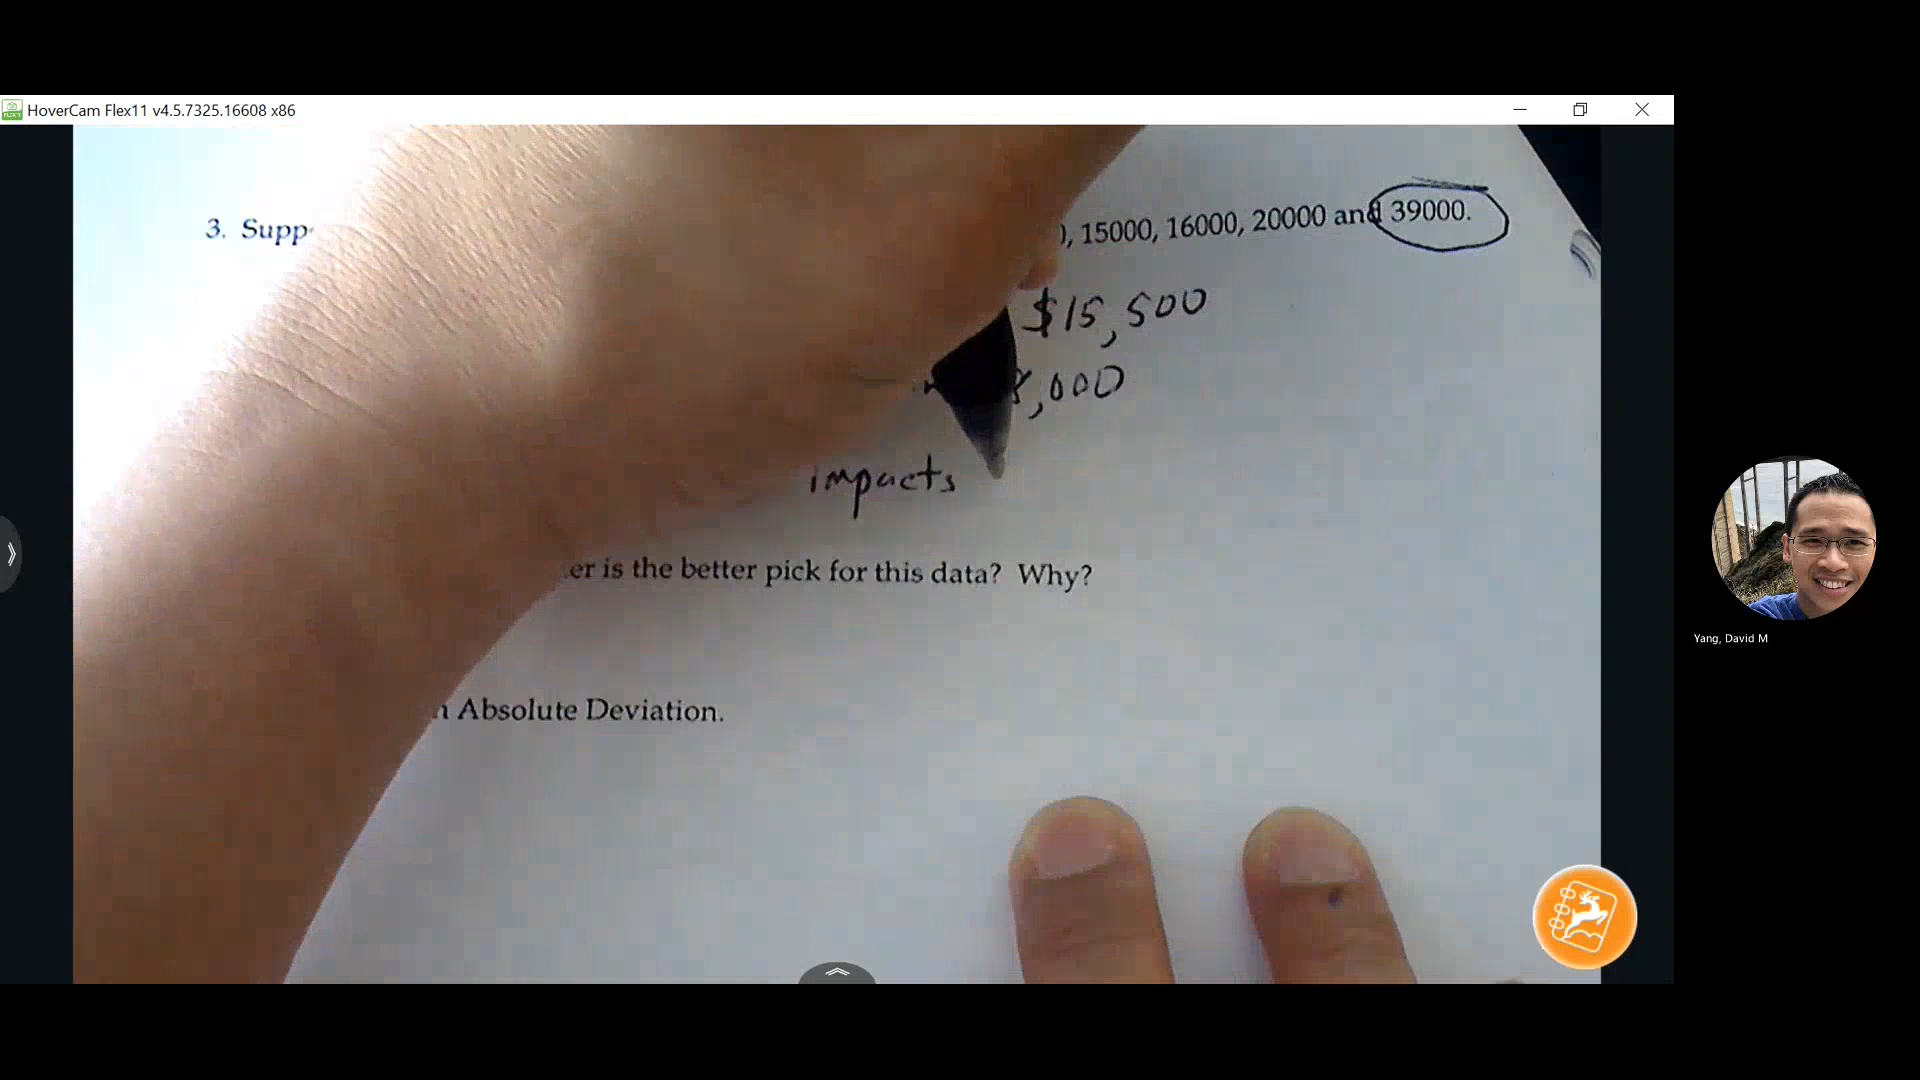 HoverCam Flex11 v4.5.7325.16608 x86
3. Supp
), 15000, 16000, 20000 and 39000.
$15,500
,000
impacts
er is the better pick for this data? Why?
Absolute Deviation.
Yang, David M